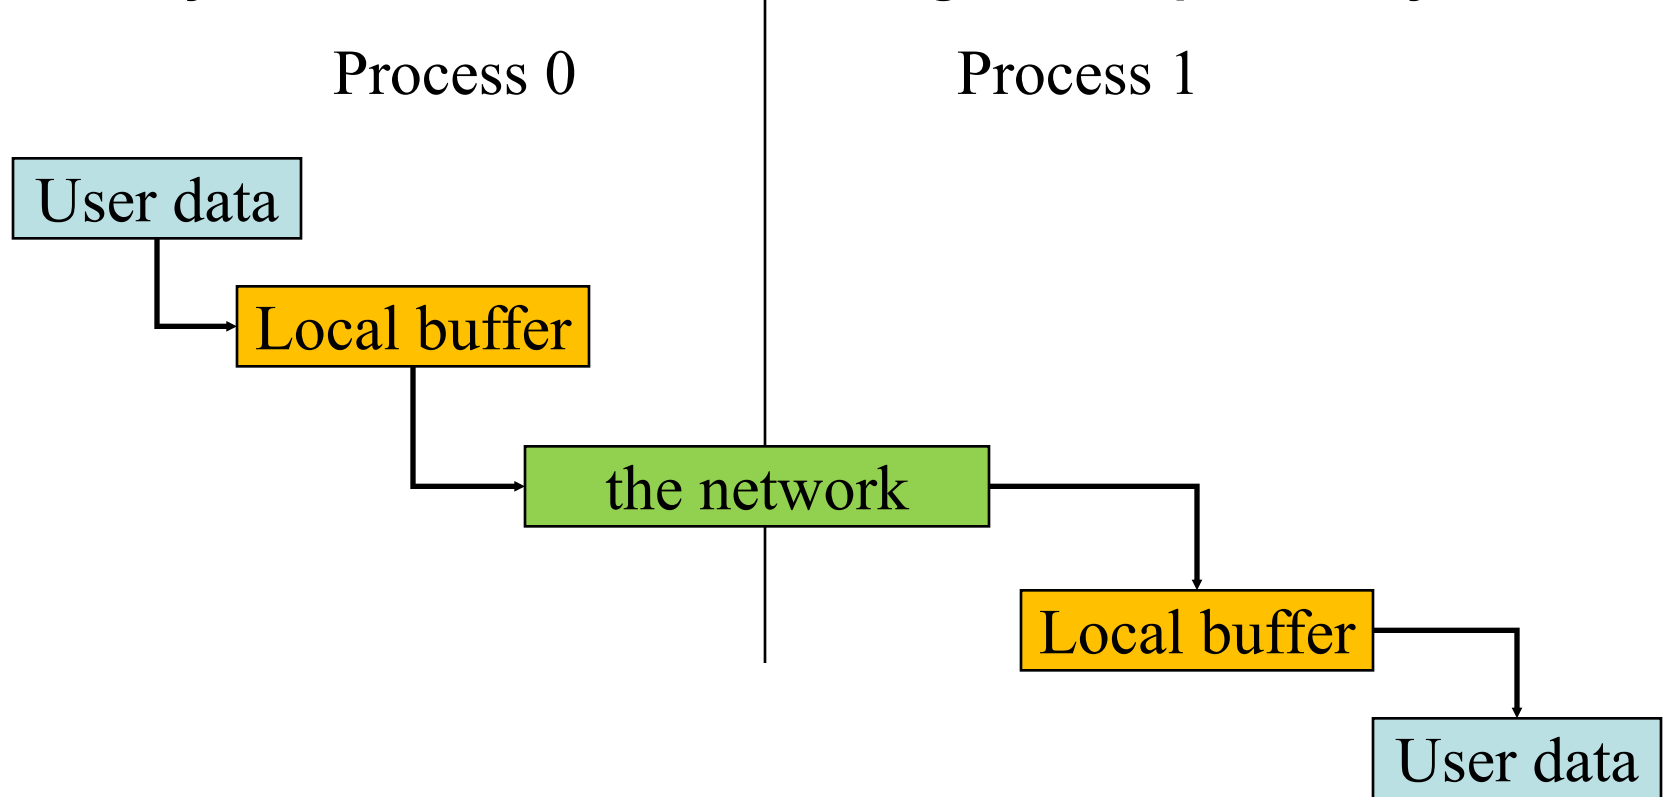 Process 0
Process 1
User data
Local buffer
the network
Local buffer
User data